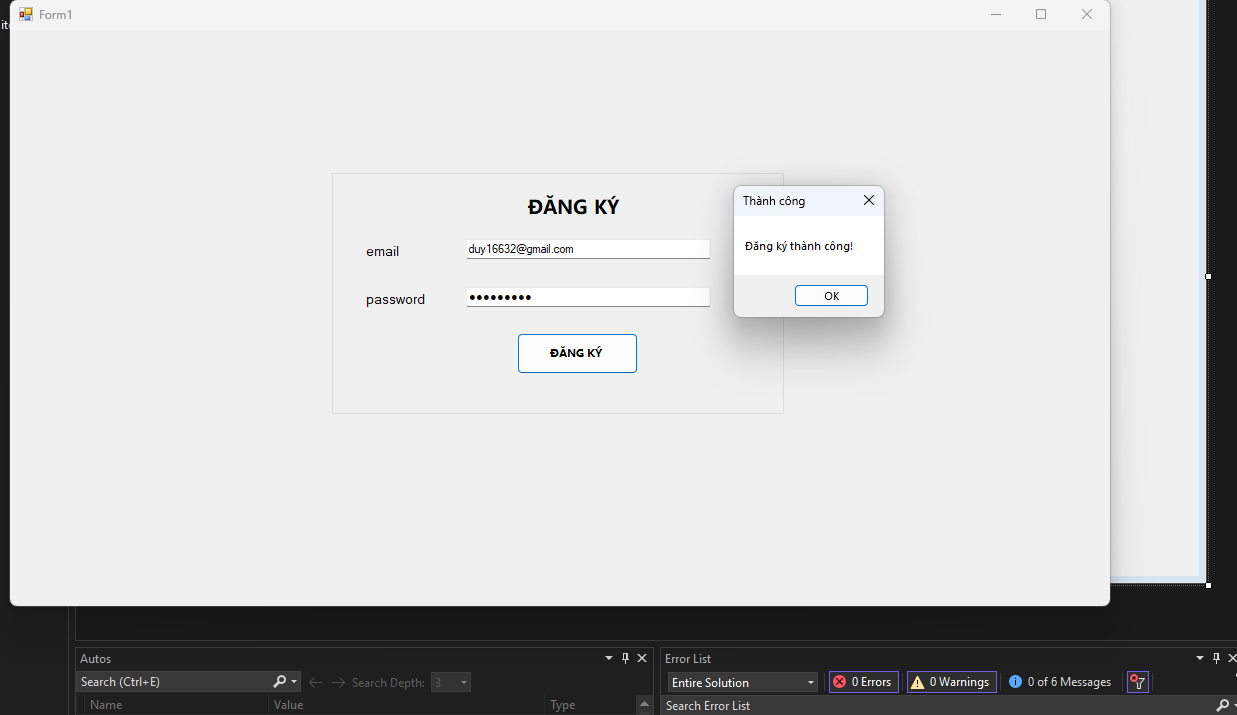 Form1
ite
ĐĂNG KÝ
email
duy16632@gmail.com
password
●●●●●●●●●
ĐĂNG KÝ
Thành công
Đăng ký thành công!
OK
Autos
Search (Ctrl+E)
Search Depth:
3
Name
Value
Type
Error List
Entire Solution
0 Errors
0 Warnings
0 of 6 Messages
Search Error List